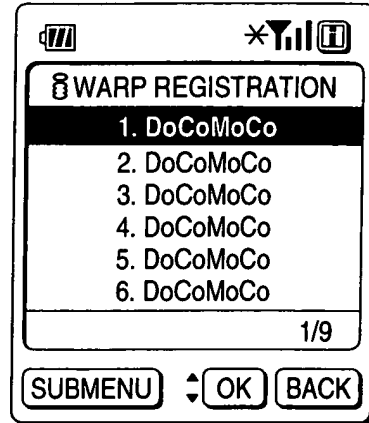 WARP REGISTRATION
1. DoCoMoCo
2. DoCoMoCo
3. DoCoMoCo
4. DoCoMoCo
5. DoCoMoCo
6. DoCoMoCo
1/9
SUBMENU OK BACK